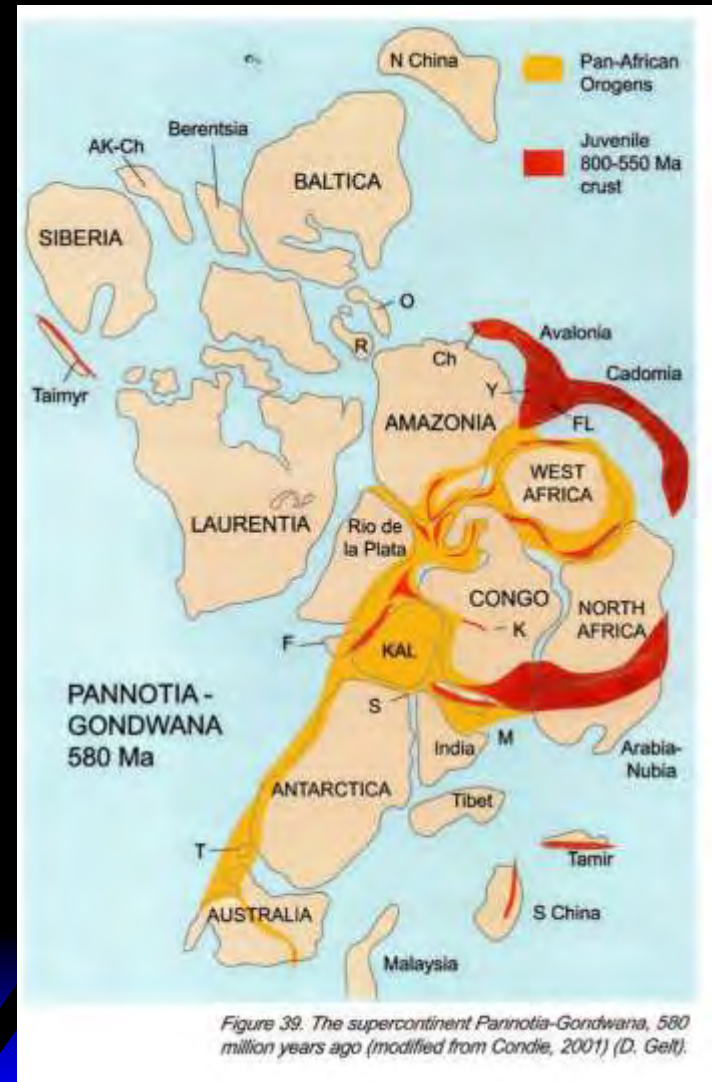 N China
Pan-African
Orogens
Juvenile
800-550 Ma
crust
Berentsia
AK-Ch
BALTICA
SIBERIA
O
R
Ch
Avalonia
Cadomia
Taimyr
Y
FL
AMAZONIA
WEST
AFRICA
LAURENTIA
Rio de
la Plata
CONGO
NORTH
AFRICA
K
F
KAL
S
M
PANNOTIA -
GONDWANA
580 Ma
India
Arabia-
Nubia
ANTARCTICA
Tibet
T
Tamir
AUSTRALIA
S China
Malaysia
Figure 39. The supercontinent Pannotia-Gondwana, 580
million years ago (modified from Condie, 2001) (D. Gelt).